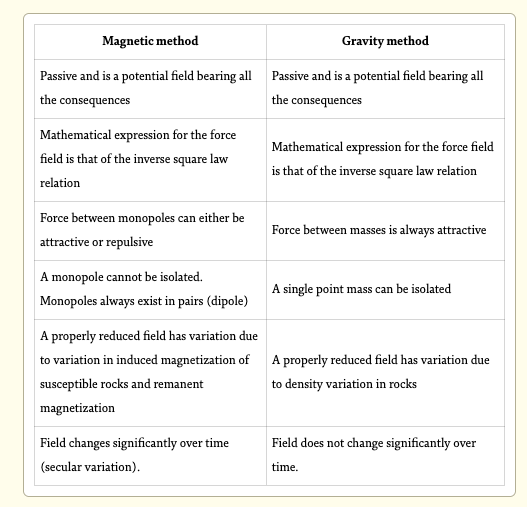 Magnetic method
Gravity method
Passive and is a potential field bearing all
the consequences
Passive and is a potential field bearing all
the consequences
Mathematical expression for the force
field is that of the inverse square law
relation
Mathematical expression for the force field
is that of the inverse square law relation
Force between monopoles can either be
attractive or repulsive
Force between masses is always attractive
A monopole cannot be isolated.
Monopoles always exist in pairs (dipole)
A single point mass can be isolated
A properly reduced field has variation due
to variation in induced magnetization of
susceptible rocks and remanent
magnetization
A properly reduced field has variation due
to density variation in rocks
Field changes significantly over time
(secular variation).
Field does not change significantly over
time.